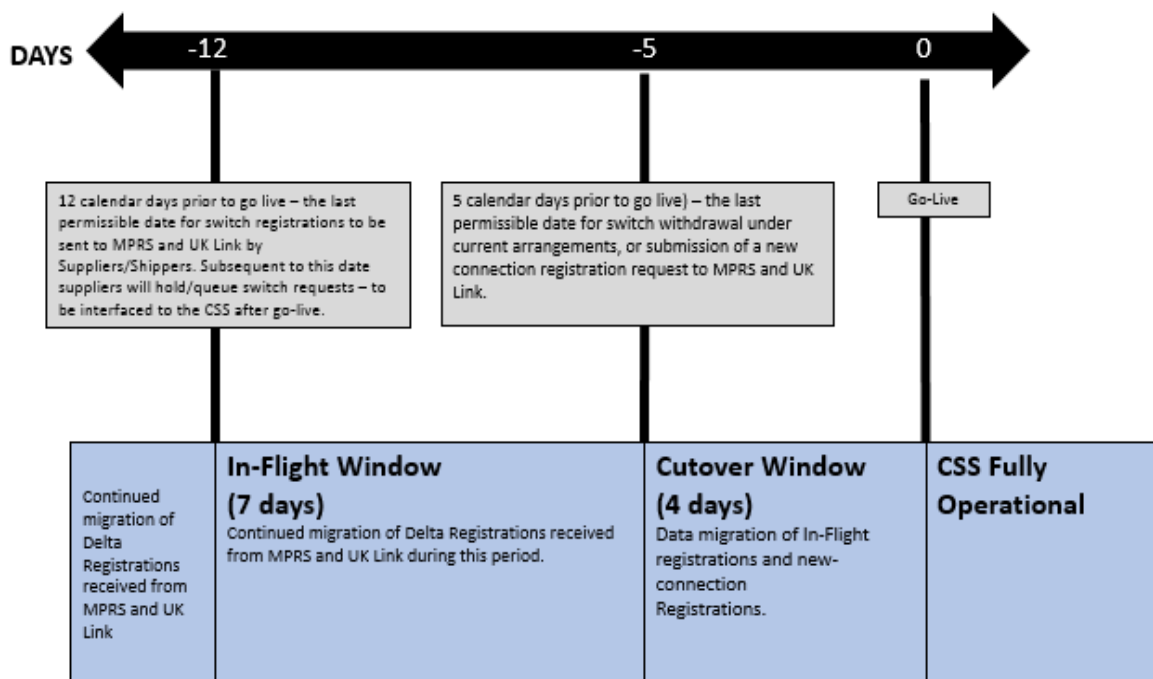 DAYS
-12
-5
0
12 calendar days prior to go live – the last
permissible date for switch registrations to be
sent to MPRS and UK Link by
Suppliers/Shippers. Subsequent to this date
suppliers will hold/queue switch requests – to
be interfaced to the CSS after go-live.
5 calendar days prior to go live) – the last
permissible date for switch withdrawal under
current arrangements, or submission of a new
connection registration request to MPRS and UK
Link.
Go-Live
Continued
migration of
Delta
Registrations
received from
MPRS and UK
Link
In-Flight Window
(7 days)
Continued migration of Delta Registrations received
from MPRS and UK Link during this period.
Cutover Window
(4 days)
Data migration of In-Flight
registrations and new-
connection
Registrations.
CSS Fully
Operational